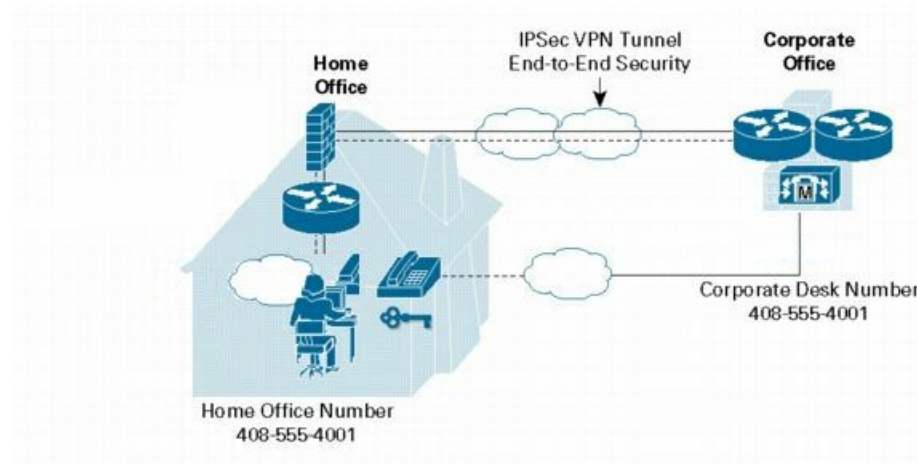 IPSec VPN Tunnel
End-to-End Security
Corporate
Office
Home
Office
M
Corporate Desk Number
408-555-4001
Home Office Number
408-555-4001